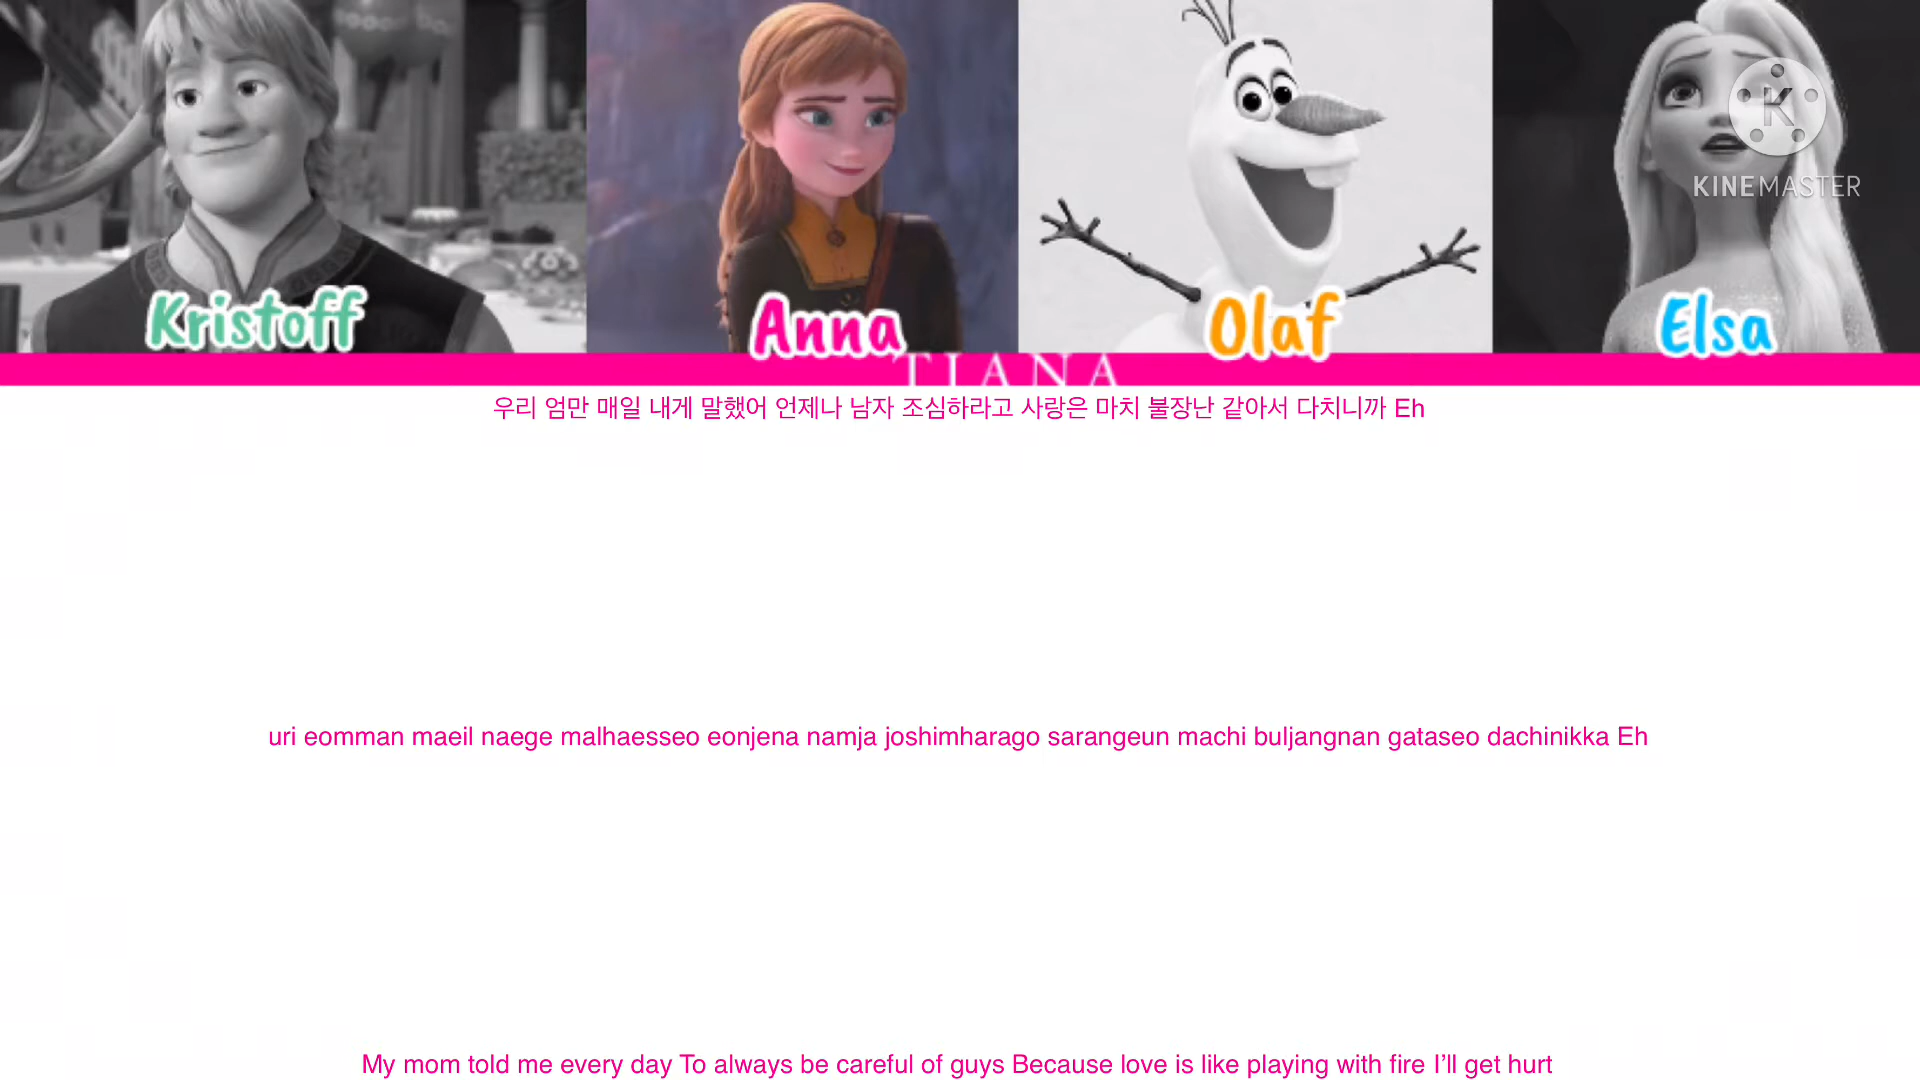 KINEMASTER
Kristoff
Anna
Olaf
Elsa
TIANA
우리 엄만 매일 내게 말했어 언제나 남자 조심하라고 사랑은 마치 불장난 같아서 다치니까 Eh
uri eomman maeil naege malhaesseo eonjena namja joshimharago sarangeun machi buljangnan gataseo dachinikka Eh
My mom told me every day To always be careful of guys Because love is like playing with fire I’ll get hurt